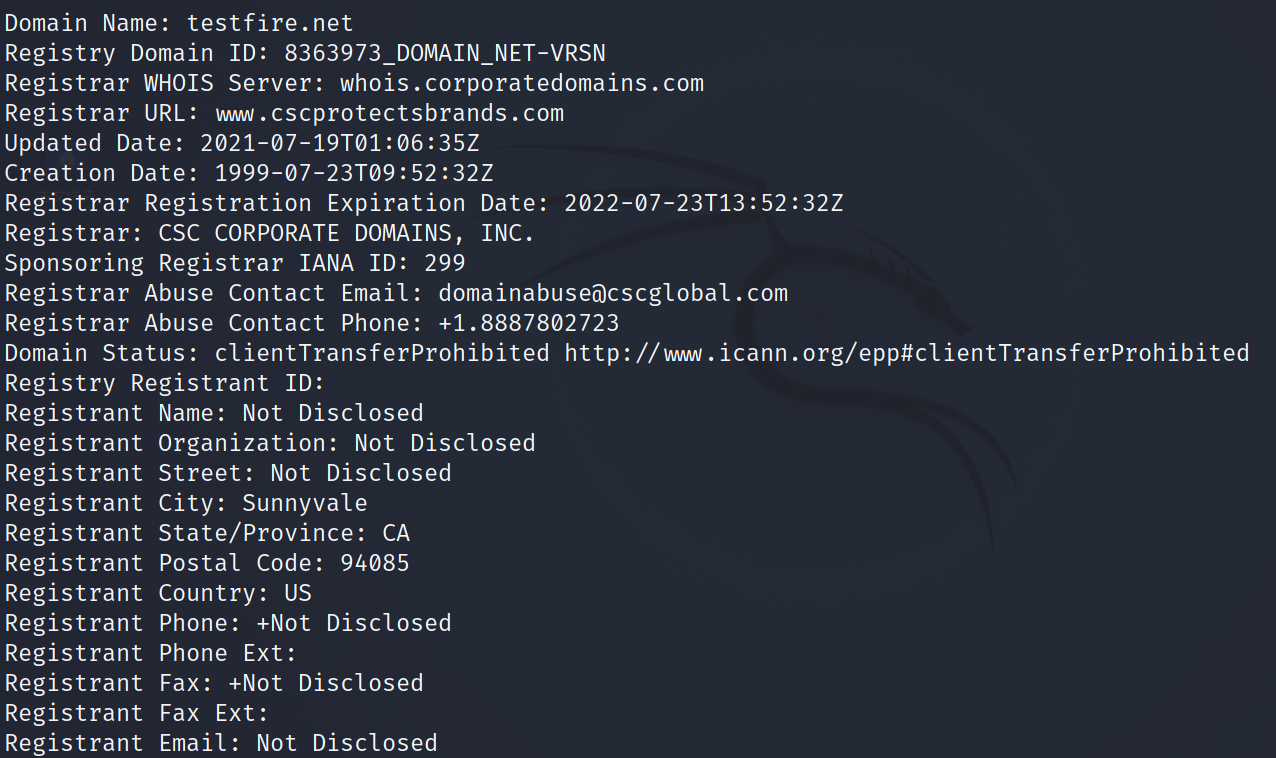 Domain Name: testfire.net
Registry Domain ID: 8363973_DOMAIN_NET-VRSN
Registrar WHOIS Server: whois.corporatedomains.com
Registrar URL: www.cscprotectsbrands.com
Updated Date: 2021-07-19T01:06:35Z
Creation Date: 1999-07-23T09:52:32Z
Registrar Registration Expiration Date: 2022-07-23T13:52:32Z
Registrar: CSC CORPORATE DOMAINS, INC.
Sponsoring Registrar IANA ID: 299
Registrar Abuse Contact Email: domainabuse@cscglobal.com
Registrar Abuse Contact Phone: +1.8887802723
Domain Status: clientTransferProhibited http://www.icann.org/epp#clientTransferProhibited
Registry Registrant ID:
Registrant Name: Not Disclosed
Registrant Organization: Not Disclosed
Registrant Street: Not Disclosed
Registrant City: Sunnyvale
Registrant State/Province: CA
Registrant Postal Code: 94085
Registrant Country: US
Registrant Phone: +Not Disclosed
Registrant Phone Ext:
Registrant Fax: +Not Disclosed
Registrant Fax Ext:
Registrant Email: Not Disclosed